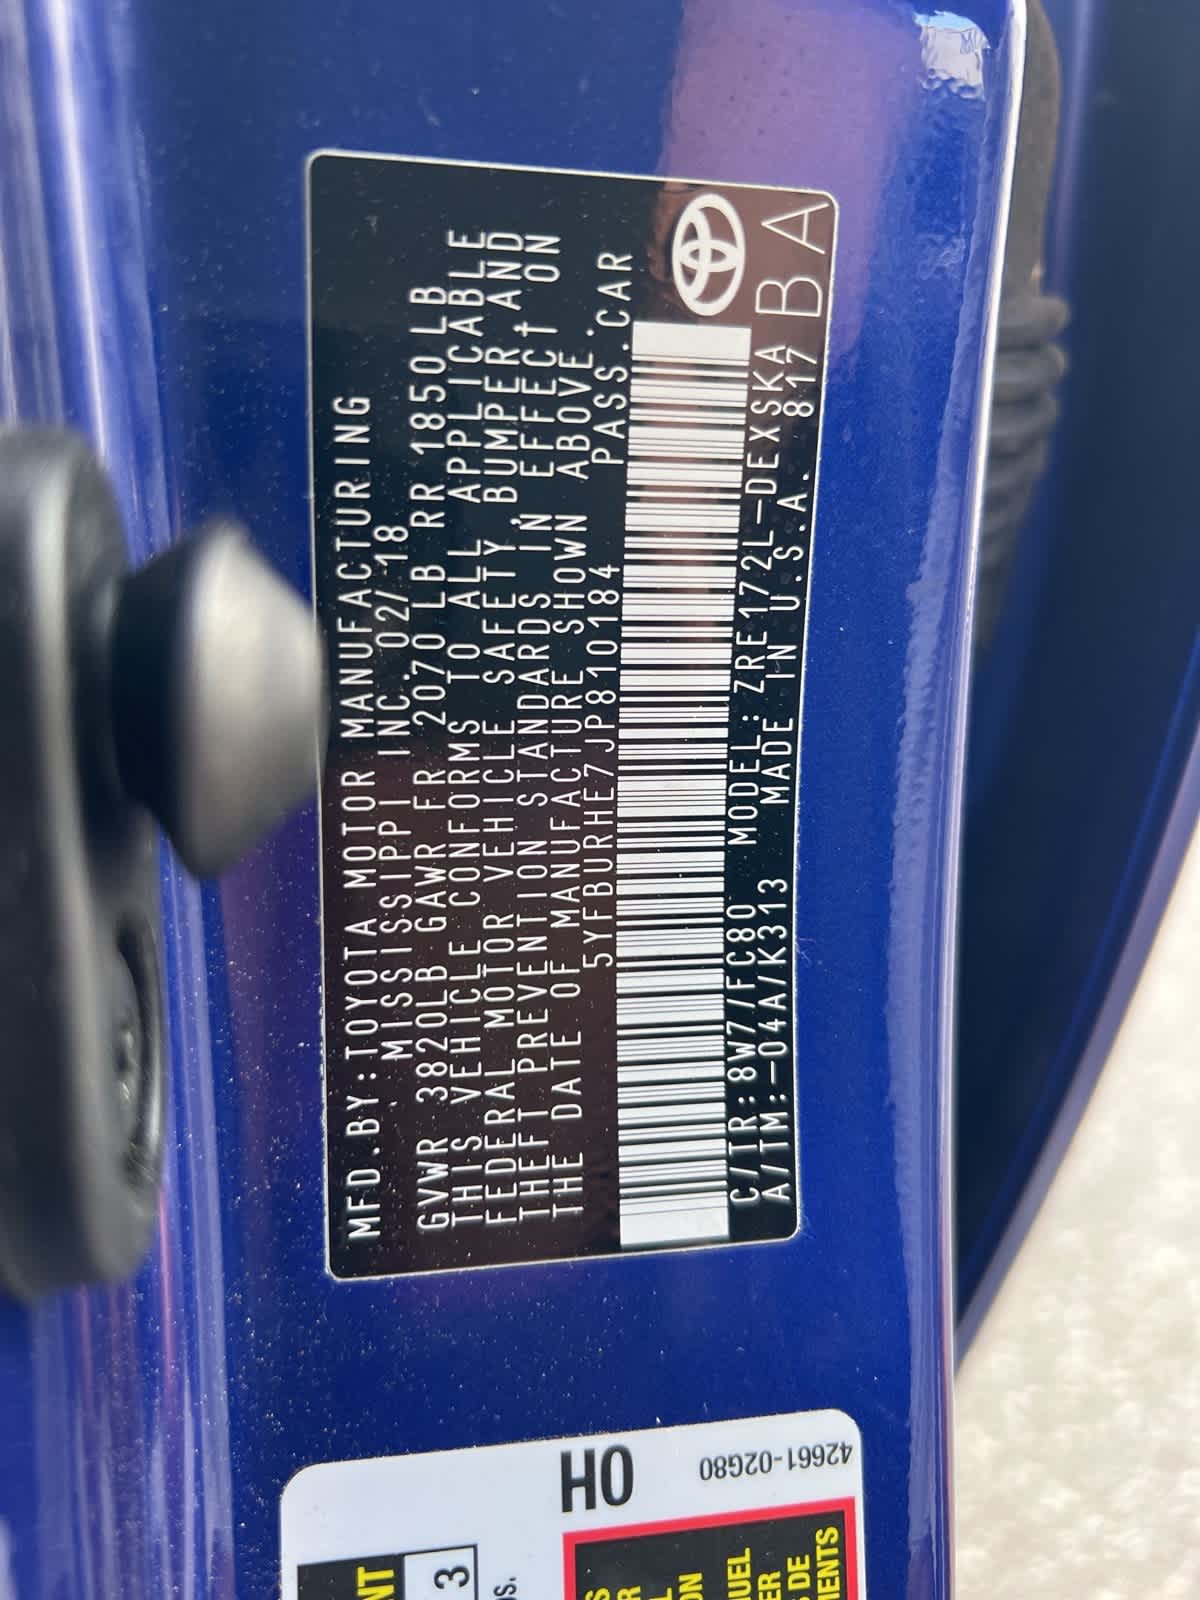 MFD.BY:TOYOTA MOTOR MANUFACTURING
, MISSISSIPPI INC. 02/18
GVWR 3820LB GAWR FR 2070LB RR 1850LB
THIS VEHICLE CONFORMS TO ALL APPLICABLE
FEDERAL MOTOR VEHICLE SAFETY, BUMPER, AND
THEFT PREVENTION STANDARDS IN EFFECT ON
THE DATE OF MANUFACTURE SHOWN ABOVE.
5YFBURHE7JP810184 PASS.CAR
C/TR:8W7/FC80 MODEL:ZRE172L-DEXSKA
A/TM:-04A/K313 MADE IN U.S.A. 817
BA
0H
42661-02G80
NT
3